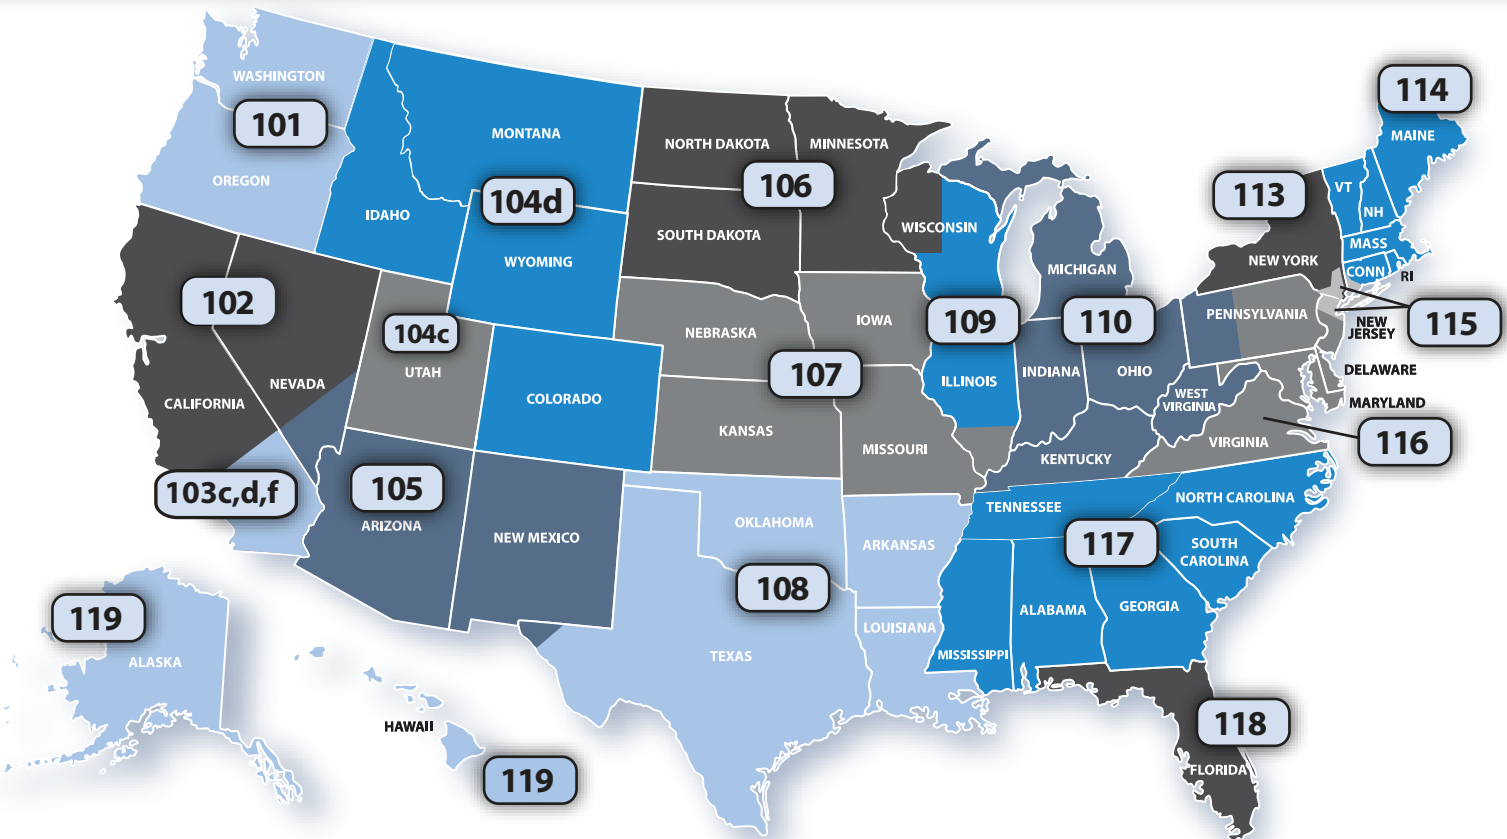 114
WASHINGTON
101
MONTANA
NORTH DAKOTA
MINNESOTA
MAINE
OREGON
104d
106
113
VT
IDAHO
NH
WISCONSIN
SOUTH DAKOTA
MASS
WYOMING
NEW YORK
MICHIGAN
CONN
RI
102
104c
NEBRASKA
IOWA
109
110
PENNSYLVANIA
NEW
JERSEY
115
UTAH
107
ILLINOIS
INDIANA
OHIO
DELAWARE
NEVADA
CALIFORNIA
COLORADO
WEST
VIRGINIA
MARYLAND
KANSAS
MISSOURI
VIRGINIA
116
KENTUCKY
103c,d,f
105
ARIZONA
NEW MEXICO
OKLAHOMA
ARKANSAS
TENNESSEE
NORTH CAROLINA
117
SOUTH
CAROLINA
108
119
ALASKA
LOUISIANA
ALABAMA
GEORGIA
TEXAS
MISSISSIPPI
HAWAII
119
118
FLORIDA